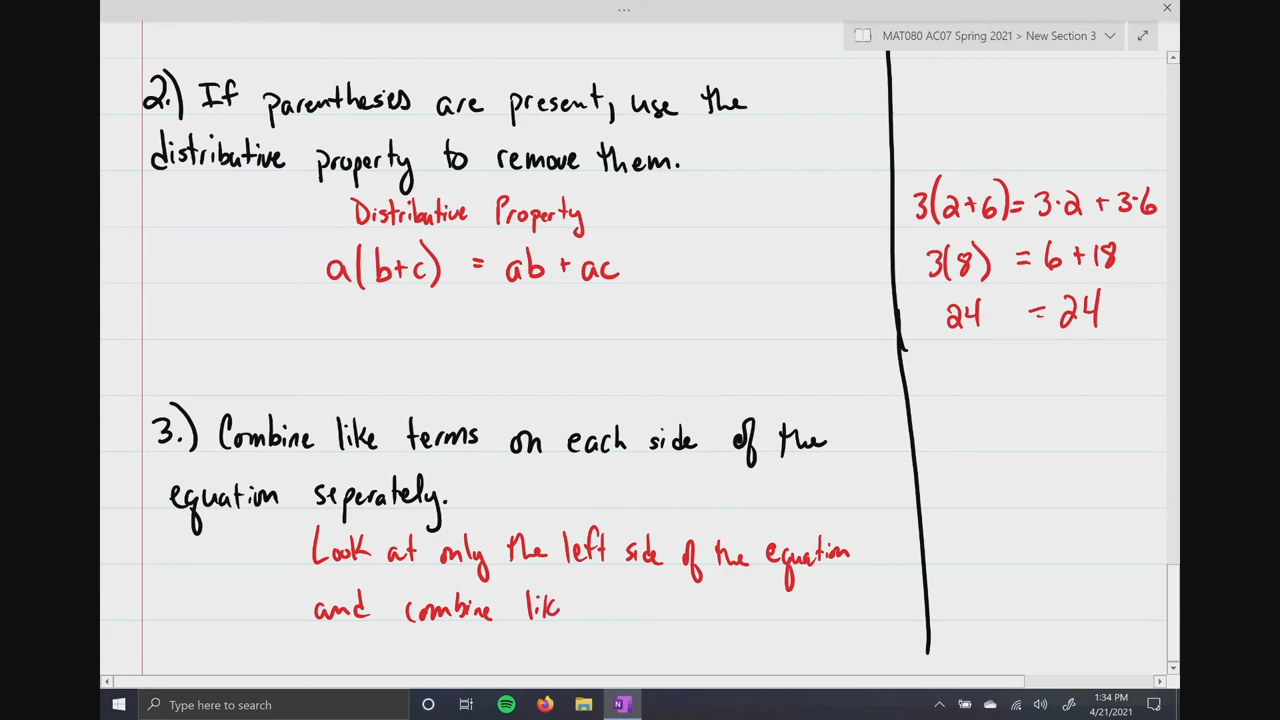 MAT080 AC07 Spring 2021 > New Section 3
2.) If parentheses are present, use the
distributive property to remove them.
Distributive Property
a(b+c) = ab + ac
3(2+6) = 3·2 + 3·6
3(8) = 6 + 18
24 = 24
3.) Combine like terms on each side of the
equation seperately.
Look at only the left side of the equation
and combine lik
Type here to search
1:34 PM
4/21/2021